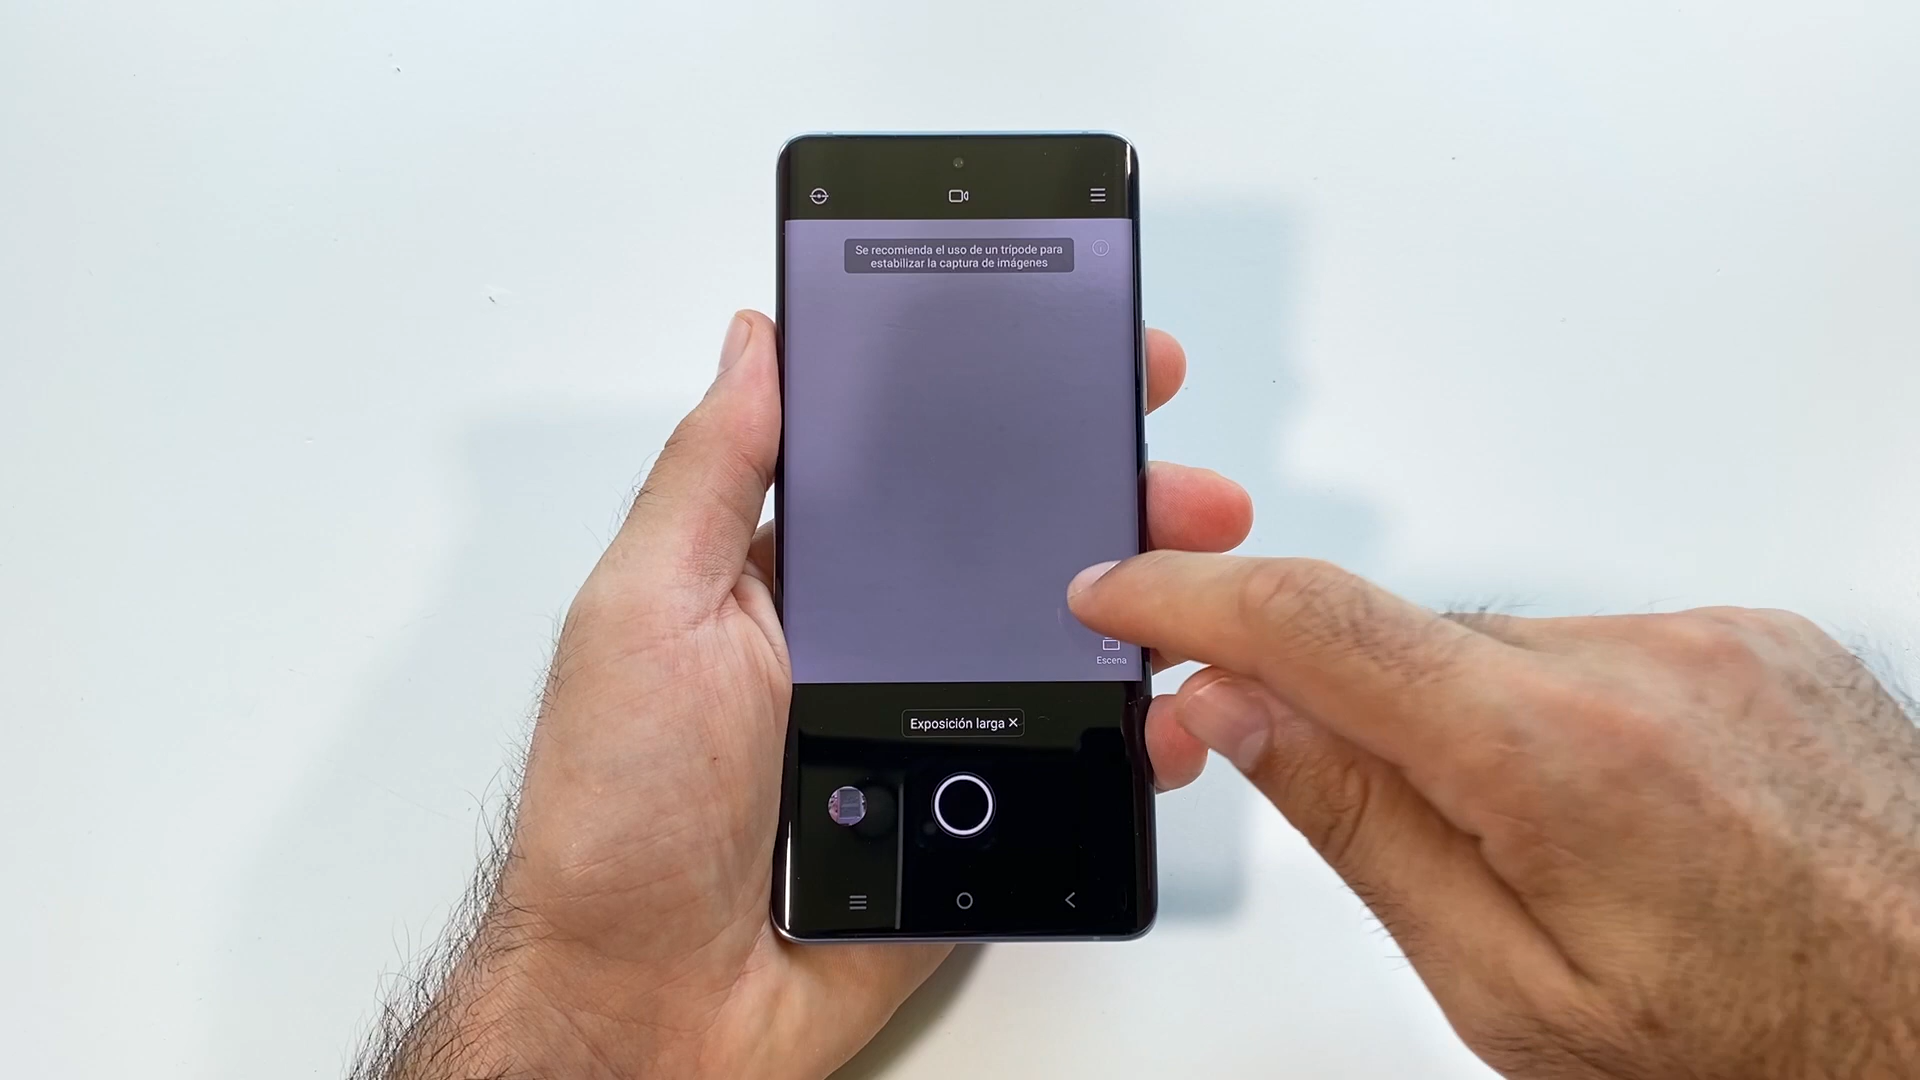 Se recomienda el uso de un trípode para
estabilizar la captura de imágenes
Escena
Exposición larga ✕